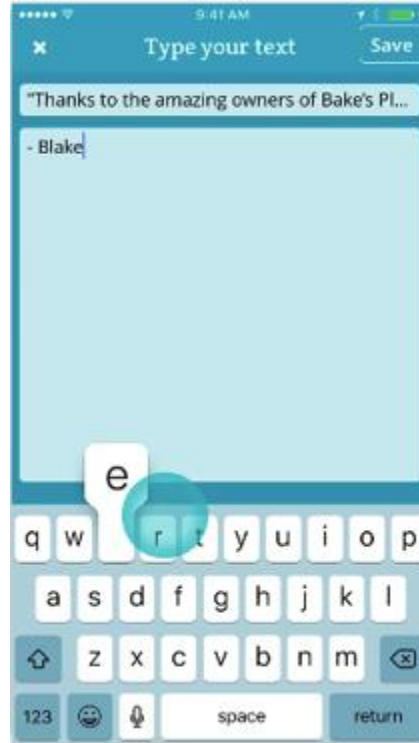 9:41 AM
Type your text
Save
"Thanks to the amazing owners of Bake's Pl...
- Blake
e
q w r t y u i o p
a s d f g h j k l
z x c v b n m
123 space return